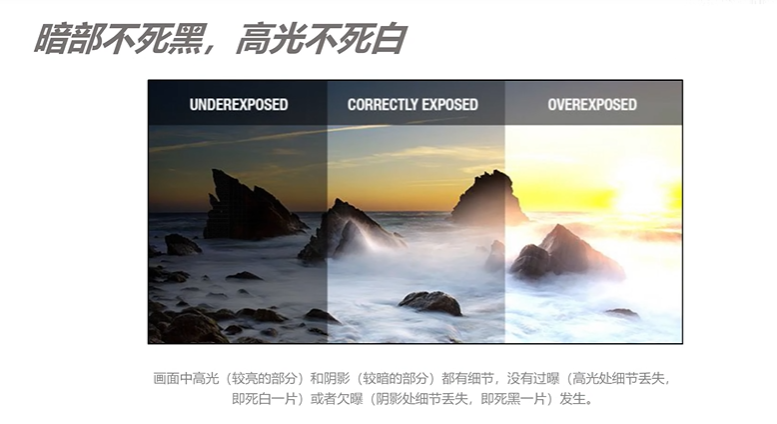 暗部不死黑，高光不死白
UNDEREXPOSED
CORRECTLY EXPOSED
OVEREXPOSED
画面中高光（较亮的部分）和阴影（较暗的部分）都有细节，没有过曝（高光处细节丢失，
即死白一片）或者欠曝（阴影处细节丢失，即死黑一片）发生。